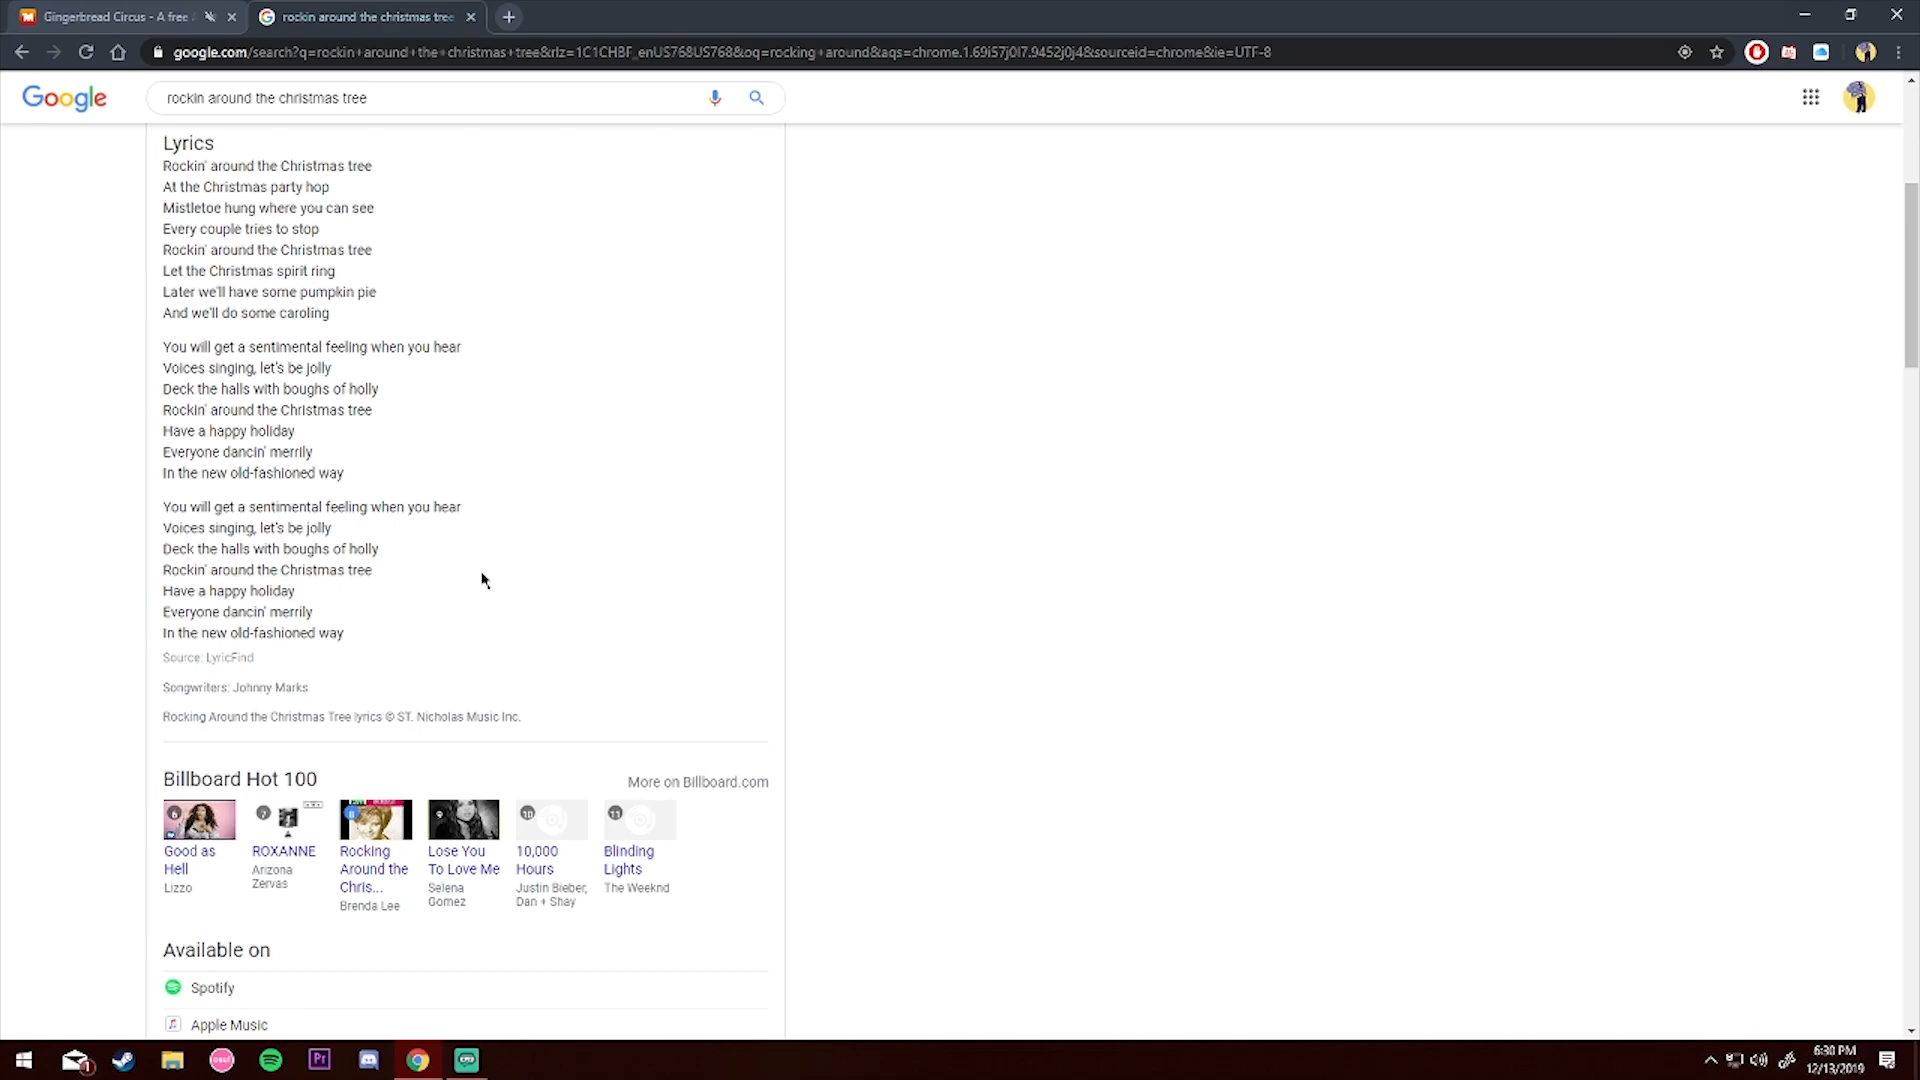 Gingerbread Circus - A free
rockin around the christmas tree
google.com/search?q=rockin+around+the+christmas+tree&rlz=1C1CHBF_enUS768US768&oq=rocking+around&aqs=chrome.1.69i57j0l7.9452j0j4&sourceid=chrome&ie=UTF-8
Google
rockin around the christmas tree
Lyrics
Rockin' around the Christmas tree
At the Christmas party hop
Mistletoe hung where you can see
Every couple tries to stop
Rockin' around the Christmas tree
Let the Christmas spirit ring
Later we'll have some pumpkin pie
And we'll do some caroling
You will get a sentimental feeling when you hear
Voices singing, let's be jolly
Deck the halls with boughs of holly
Rockin' around the Christmas tree
Have a happy holiday
Everyone dancin' merrily
In the new old-fashioned way
You will get a sentimental feeling when you hear
Voices singing, let's be jolly
Deck the halls with boughs of holly
Rockin' around the Christmas tree
Have a happy holiday
Everyone dancin' merrily
In the new old-fashioned way
Source: LyricFind
Songwriters: Johnny Marks
Rocking Around the Christmas Tree lyrics © ST. Nicholas Music Inc.
Billboard Hot 100
More on Billboard.com
6 7 8 9 10 11
Good as Hell
Lizzo
ROXANNE
Arizona Zervas
Rocking Around the Chris...
Brenda Lee
Lose You To Love Me
Selena Gomez
10,000 Hours
Justin Bieber, Dan + Shay
Blinding Lights
The Weeknd
Available on
Spotify
Apple Music
1
osu!
Pr
6:30 PM
12/13/2019